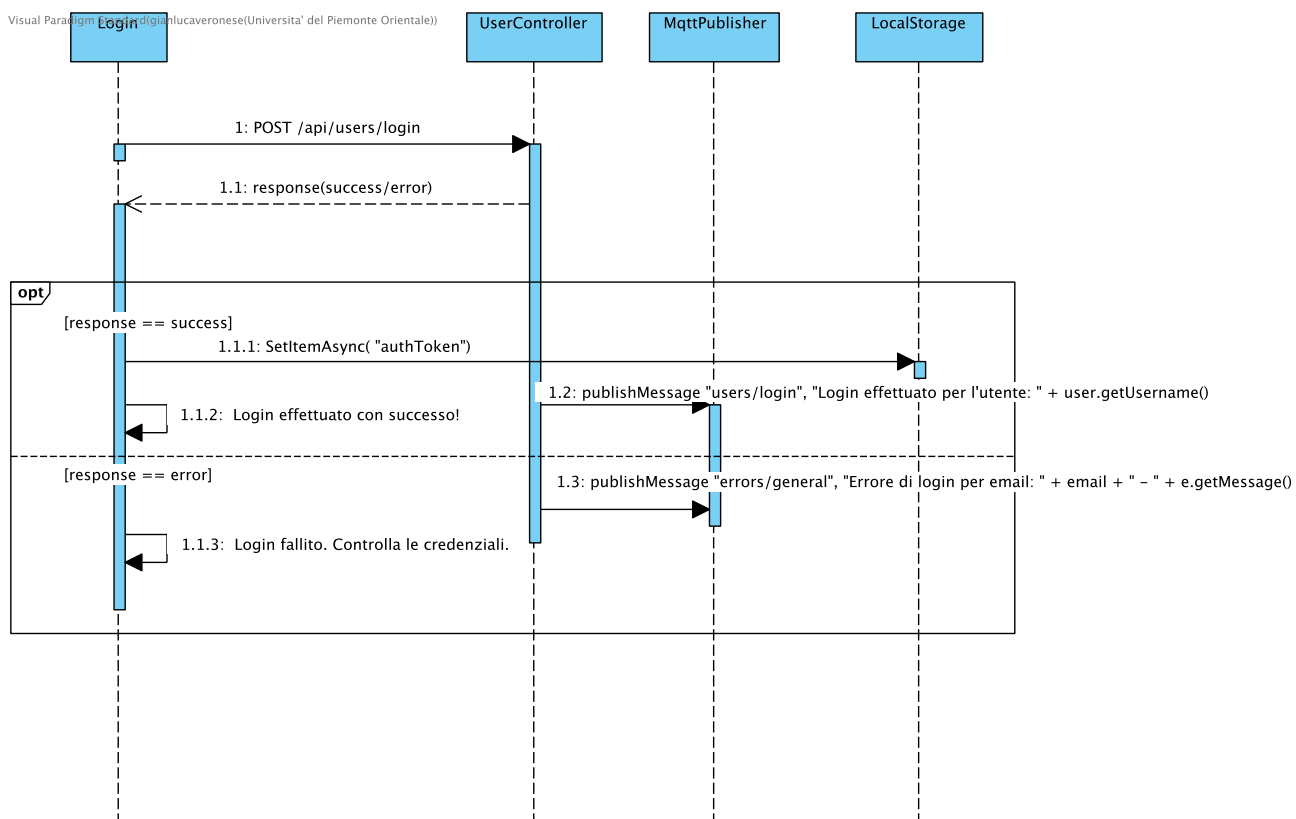 Visual Paradigm Standard(gianlucaveronese(Universita' del Piemonte Orientale))
Login
UserController
MqttPublisher
LocalStorage
1: POST /api/users/login
1.1: response(success/error)
opt
[response == success]
1.1.1: SetItemAsync( "authToken")
1.2: publishMessage "users/login", "Login effettuato per l'utente: " + user.getUsername()
1.1.2:  Login effettuato con successo!
[response == error]
1.3: publishMessage "errors/general", "Errore di login per email: " + email + " – " + e.getMessage()
1.1.3:  Login fallito. Controlla le credenziali.